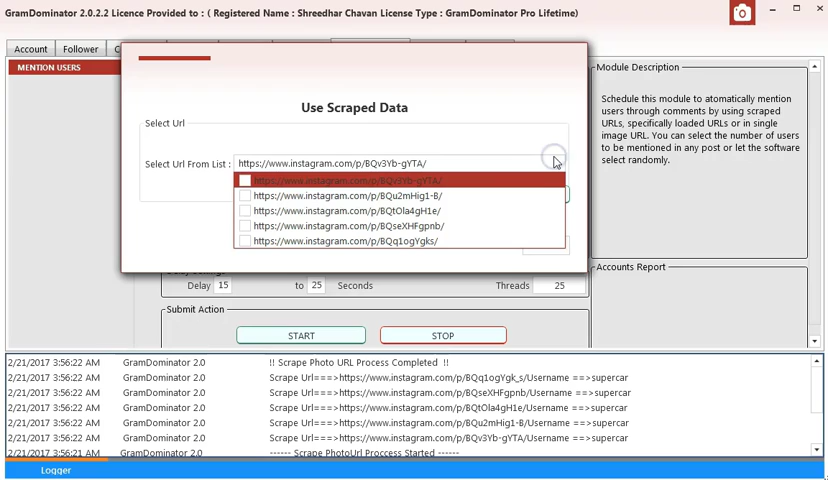 GramDominator 2.0.2.2 Licence Provided to : ( Registered Name : Shreedhar Chavan License Type : GramDominator Pro Lifetime)
Account Follower
MENTION USERS
Use Scraped Data
Select Url
Select Url From List : https://www.instagram.com/p/BQv3Yb-gYTA/
https://www.instagram.com/p/BQv3Yb-gYTA/
https://www.instagram.com/p/BQu2mHig1-B/
https://www.instagram.com/p/BQtOla4gH1e/
https://www.instagram.com/p/BQseXHFgpnb/
https://www.instagram.com/p/BQq1ogYgks/
Module Description
Schedule this module to atomatically mention
users through comments by using scraped
URLs, specifically loaded URLs or in single
image URL. You can select the number of users
to be mentioned in any post or let the software
select randomly.
Accounts Report
Delay 15 to 25 Seconds Threads 25
Submit Action
START STOP
2/21/2017 3:56:22 AM GramDominator 2.0 !! Scrape Photo URL Process Completed !!
2/21/2017 3:56:22 AM GramDominator 2.0 Scrape Url===>https://www.instagram.com/p/BQq1ogYgk_s/Username ==>supercar
2/21/2017 3:56:22 AM GramDominator 2.0 Scrape Url===>https://www.instagram.com/p/BQseXHFgpnb/Username ==>supercar
2/21/2017 3:56:22 AM GramDominator 2.0 Scrape Url===>https://www.instagram.com/p/BQtOla4gH1e/Username ==>supercar
2/21/2017 3:56:22 AM GramDominator 2.0 Scrape Url===>https://www.instagram.com/p/BQu2mHig1-B/Username ==>supercar
2/21/2017 3:56:22 AM GramDominator 2.0 Scrape Url===>https://www.instagram.com/p/BQv3Yb-gYTA/Username ==>supercar
2/21/2017 3:56:21 AM GramDominator 2.0 ------ Scrape PhotoUrl Proccess Started ------
Logger